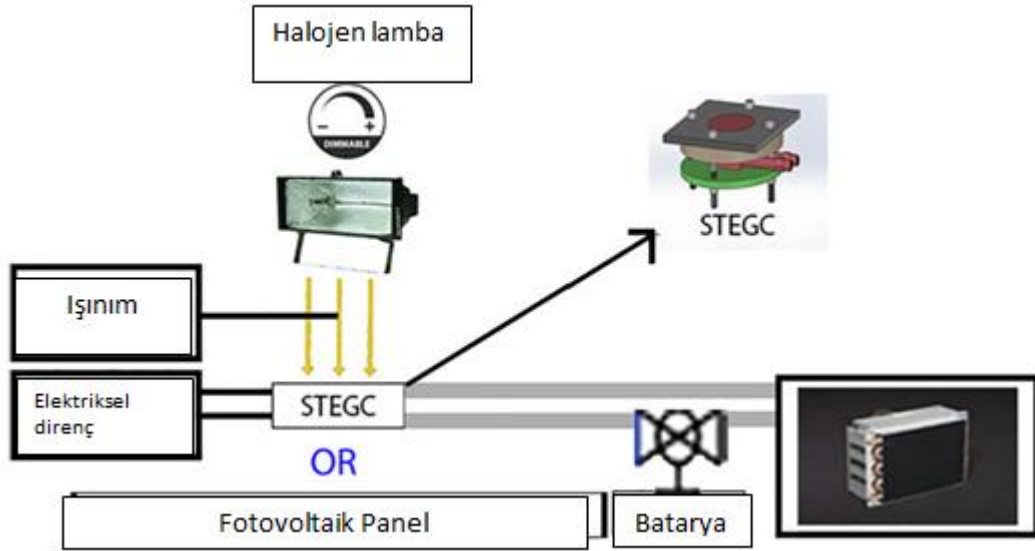 Halojen lamba
− +
DIMMABLE
STEGC
Işınım
Elektriksel
direnç
STEGC
OR
Fotovoltaik Panel
Batarya